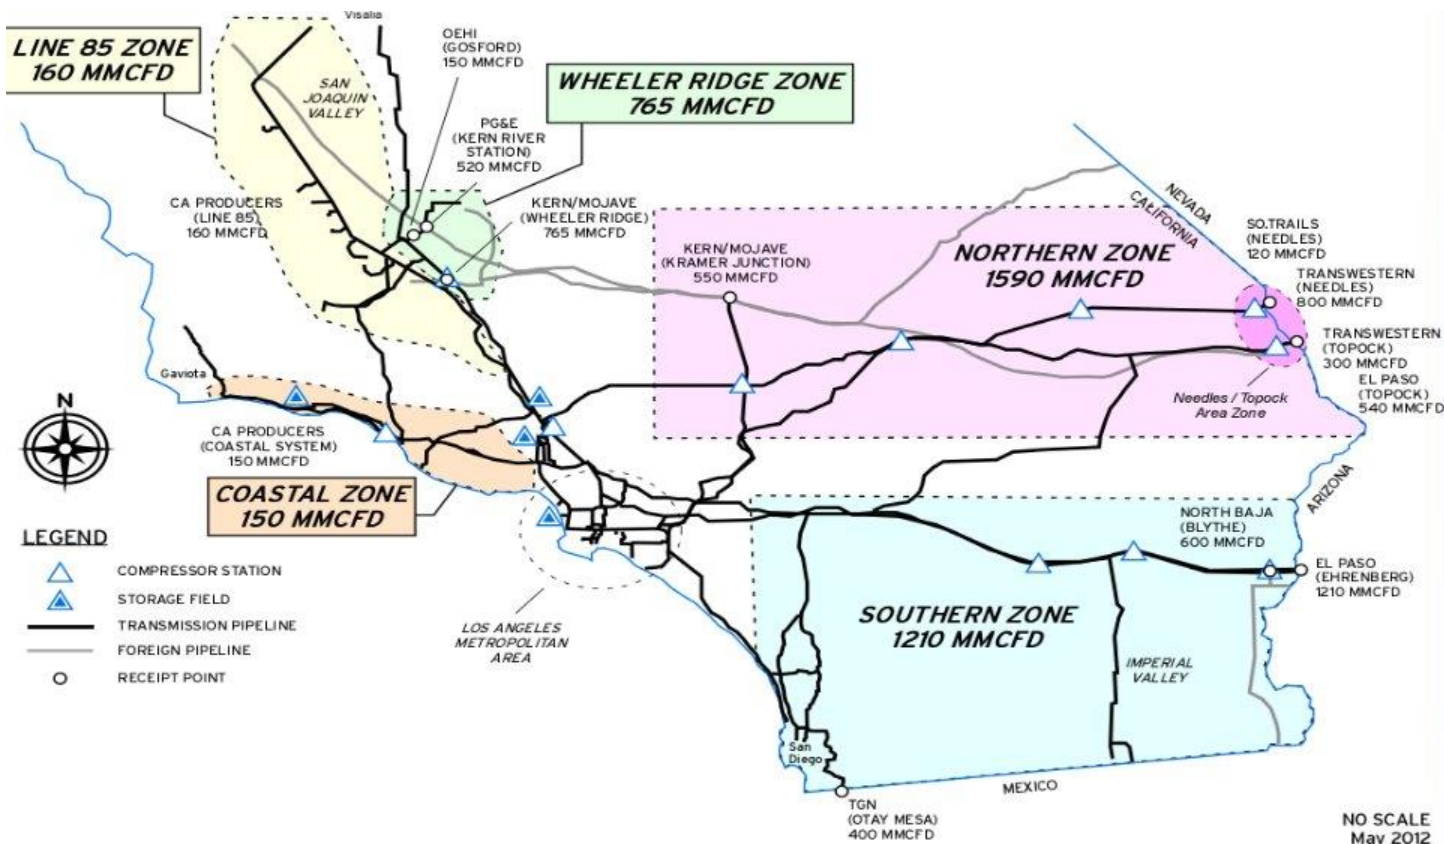 Visalia
LINE 85 ZONE
160 MMCFD
SAN
JOAQUIN
VALLEY
OEHI
(GOSFORD)
150 MMCFD
WHEELER RIDGE ZONE
765 MMCFD
PG&E
(KERN RIVER
STATION)
520 MMCFD
CA PRODUCERS
(LINE 85)
160 MMCFD
KERN/MOJAVE
(WHEELER RIDGE)
765 MMCFD
KERN/MOJAVE
(KRAMER JUNCTION)
550 MMCFD
NORTHERN ZONE
1590 MMCFD
NEVADA
CALIFORNIA
SO.TRAILS
(NEEDLES)
120 MMCFD
TRANSWESTERN
(NEEDLES)
800 MMCFD
TRANSWESTERN
(TOPOCK)
300 MMCFD
EL PASO
(TOPOCK)
540 MMCFD
Needles / Topock
Area Zone
Gaviota
N
CA PRODUCERS
(COASTAL SYSTEM)
150 MMCFD
COASTAL ZONE
150 MMCFD
ARIZONA
NORTH BAJA
(BLYTHE)
600 MMCFD
EL PASO
(EHRENBERG)
1210 MMCFD
LEGEND
COMPRESSOR STATION
STORAGE FIELD
TRANSMISSION PIPELINE
FOREIGN PIPELINE
RECEIPT POINT
LOS ANGELES
METROPOLITAN
AREA
SOUTHERN ZONE
1210 MMCFD
IMPERIAL
VALLEY
San
Diego
MEXICO
TGN
(OTAY MESA)
400 MMCFD
NO SCALE
May 2012